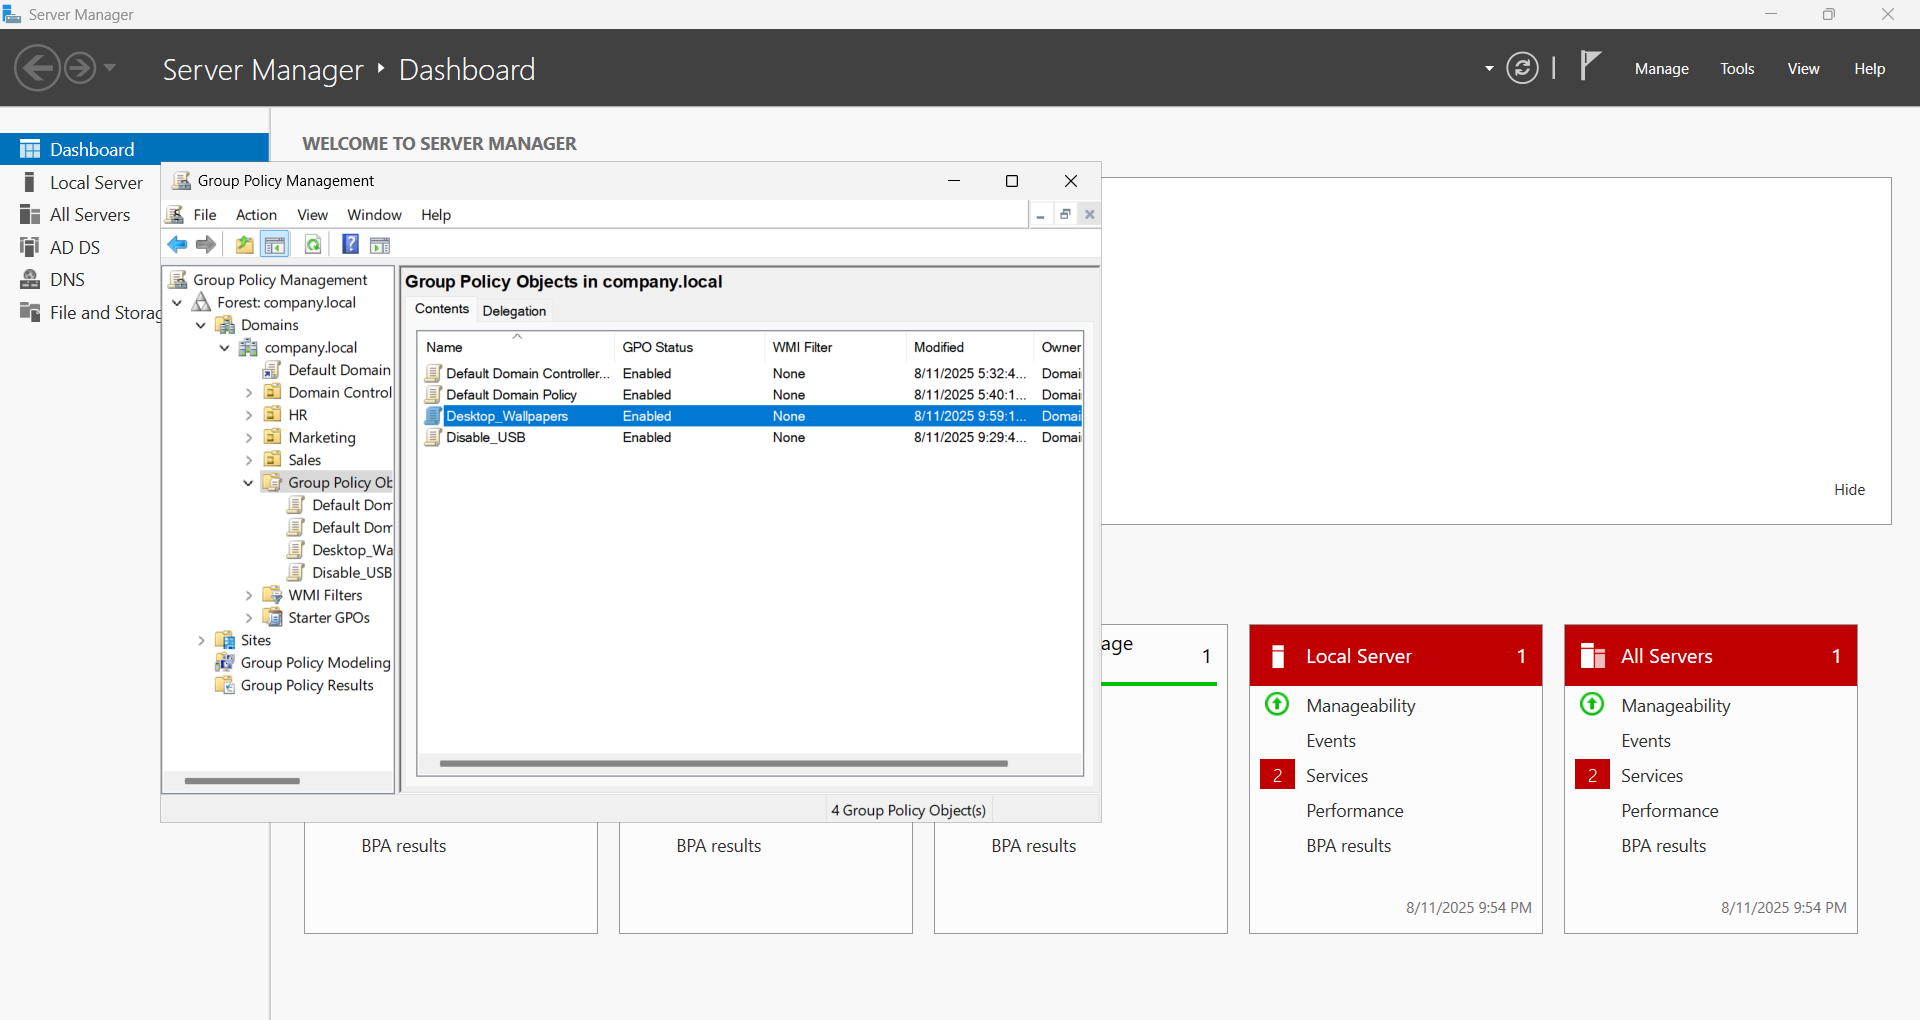 Server Manager
Server Manager ‣ Dashboard
Manage Tools View Help
Dashboard
Local Server
All Servers
AD DS
DNS
File and Storag
WELCOME TO SERVER MANAGER
Hide
Group Policy Management
File Action View Window Help
Group Policy Management
Forest: company.local
Domains
company.local
Default Domain
Domain Control
HR
Marketing
Sales
Group Policy Ob
Default Dom
Default Dom
Desktop_Wa
Disable_USB
WMI Filters
Starter GPOs
Sites
Group Policy Modeling
Group Policy Results
Group Policy Objects in company.local
Contents Delegation
Name GPO Status WMI Filter Modified Owner
Default Domain Controller... Enabled None 8/11/2025 5:32:4... Domai
Default Domain Policy Enabled None 8/11/2025 5:40:1... Domai
Desktop_Wallpapers Enabled None 8/11/2025 9:59:1... Domai
Disable_USB Enabled None 8/11/2025 9:29:4... Domai
4 Group Policy Object(s)
BPA results
BPA results
age 1
BPA results
Local Server 1
Manageability
Events
2 Services
Performance
BPA results
8/11/2025 9:54 PM
All Servers 1
Manageability
Events
2 Services
Performance
BPA results
8/11/2025 9:54 PM